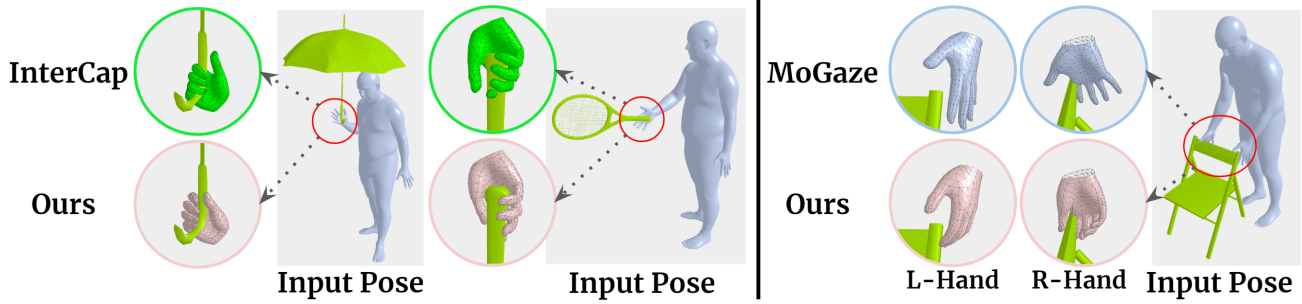 InterCap
Ours
Input Pose
Input Pose
MoGaze
Ours
L-Hand
R-Hand
Input Pose